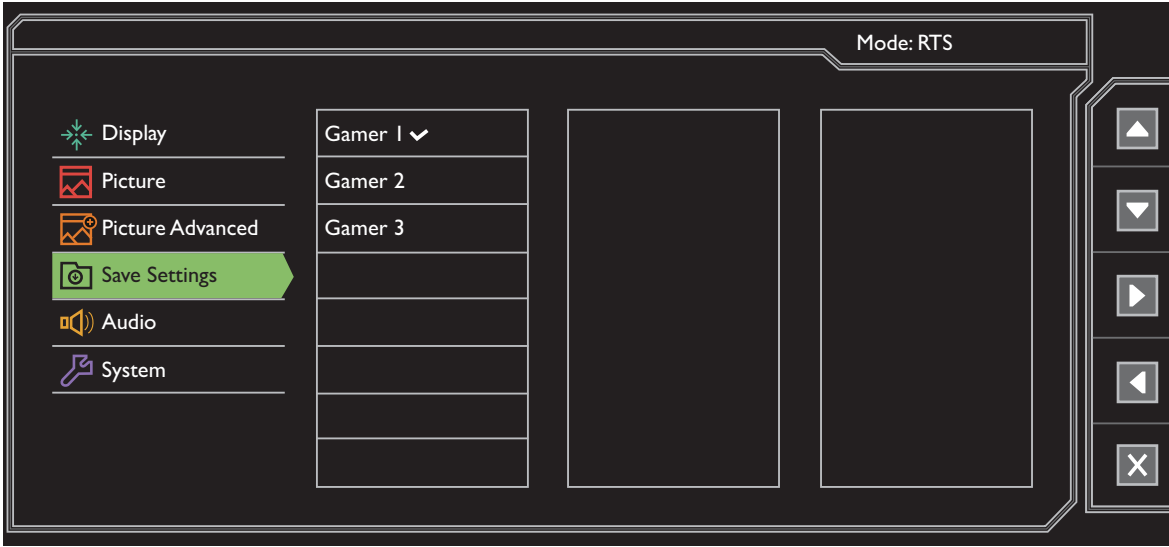 Mode: RTS
Display
Picture
Picture Advanced
Save Settings
Audio
System
Gamer 1
Gamer 2
Gamer 3
X